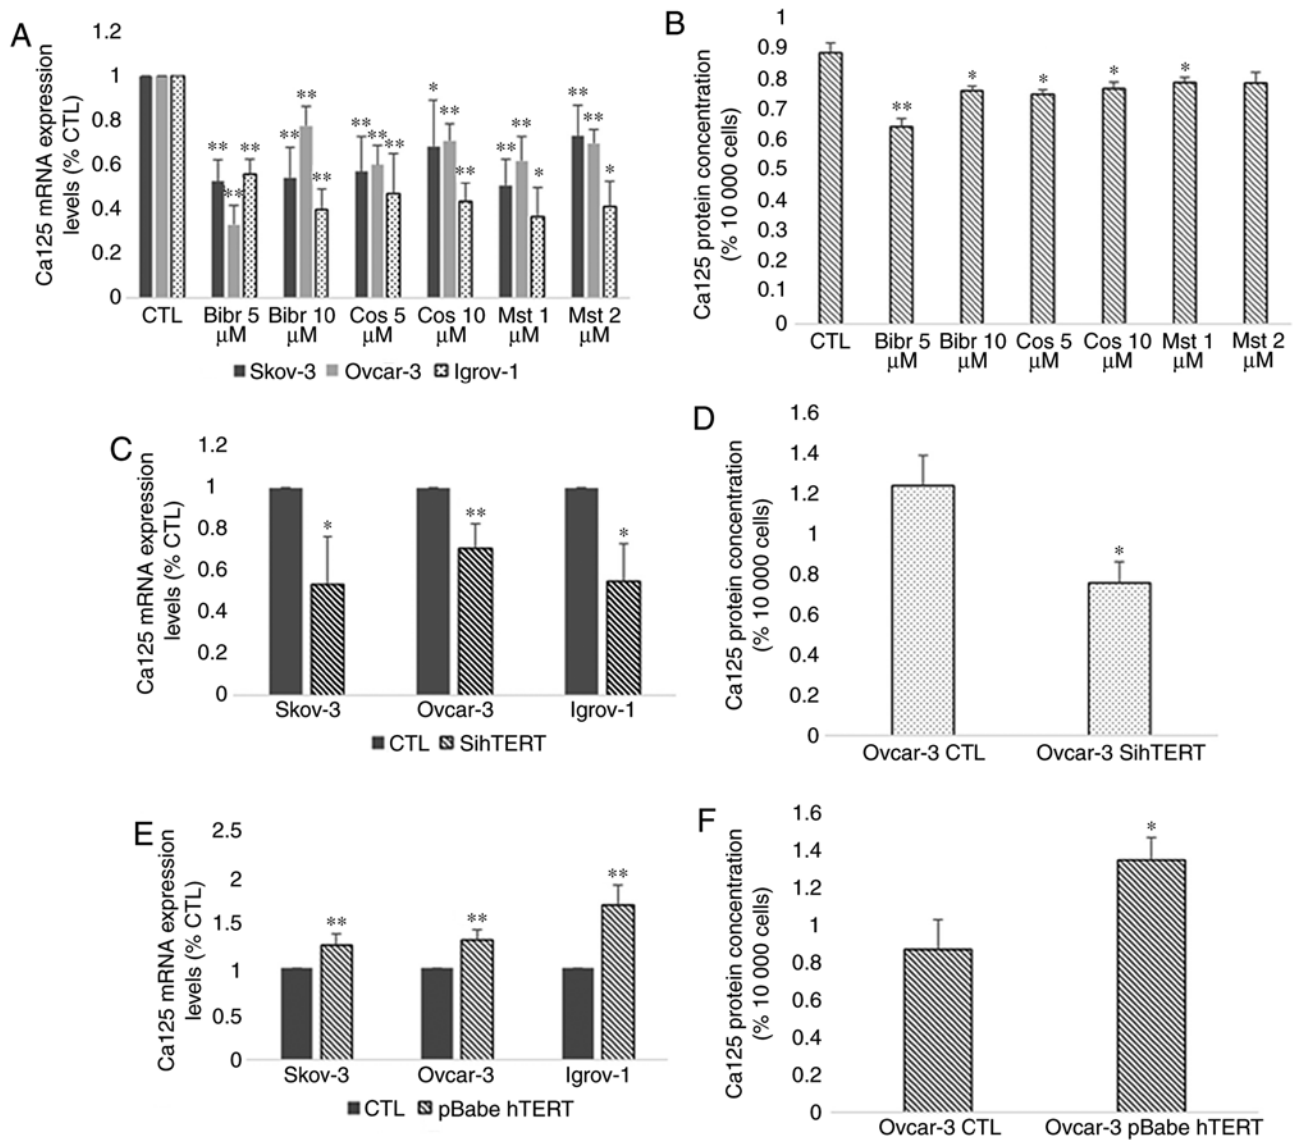 A
Ca125 mRNA expression
levels (% CTL)
1.2
1
0.8
0.6
0.4
0.2
0
** ** **
** ** **
** ** **
* ** **
** ** *
** ** *
CTL
Bibr 5
μM
Bibr 10
μM
Cos 5
μM
Cos 10
μM
Mst 1
μM
Mst 2
μM
Skov-3 Ovcar-3 Igrov-1
B
Ca125 protein concentration
(% 10 000 cells)
1
0.9
0.8
0.7
0.6
0.5
0.4
0.3
0.2
0.1
0
** * * * *
CTL
Bibr 5
μM
Bibr 10
μM
Cos 5
μM
Cos 10
μM
Mst 1
μM
Mst 2
μM
C
Ca125 mRNA expression
levels (% CTL)
1.2
1
0.8
0.6
0.4
0.2
0
* ** *
Skov-3 Ovcar-3 Igrov-1
CTL SihTERT
D
Ca125 protein concentration
(% 10 000 cells)
1.6
1.4
1.2
1
0.8
0.6
0.4
0.2
0
*
Ovcar-3 CTL Ovcar-3 SihTERT
E
Ca125 mRNA expression
levels (% CTL)
2.5
2
1.5
1
0.5
0
** ** **
Skov-3 Ovcar-3 Igrov-1
CTL pBabe hTERT
F
Ca125 protein concentration
(% 10 000 cells)
1.6
1.4
1.2
1
0.8
0.6
0.4
0.2
0
*
Ovcar-3 CTL Ovcar-3 pBabe hTERT